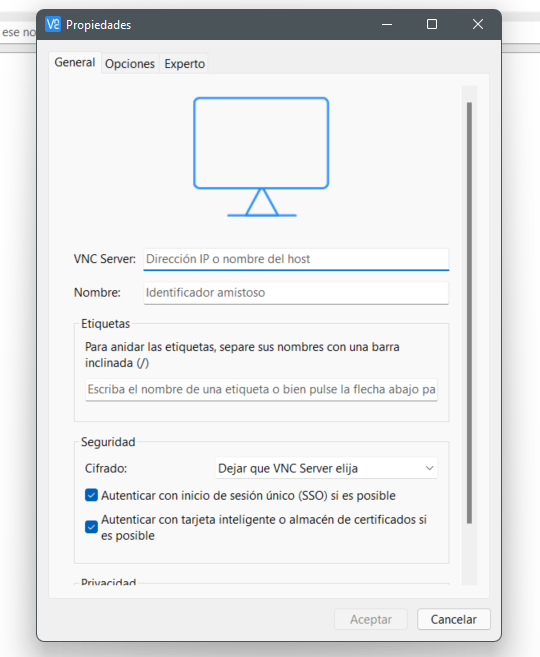 ese no
Propiedades
General Opciones Experto
VNC Server: Dirección IP o nombre del host
Nombre: Identificador amistoso
Etiquetas
Para anidar las etiquetas, separe sus nombres con una barra
inclinada (/)
Escriba el nombre de una etiqueta o bien pulse la flecha abajo pa
Seguridad
Cifrado: Dejar que VNC Server elija
Autenticar con inicio de sesión único (SSO) si es posible
Autenticar con tarjeta inteligente o almacén de certificados si
es posible
Privacidad
Aceptar Cancelar